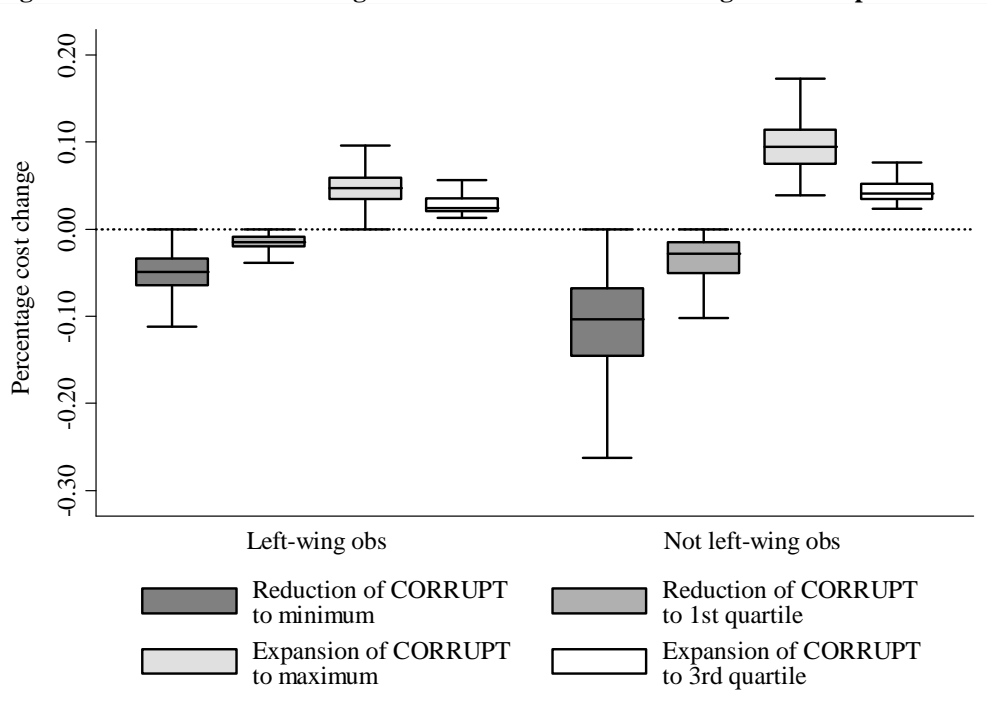 0.20
0.10
0.00
-0.10
-0.20
-0.30
Percentage cost change
Left-wing obs
Not left-wing obs
Reduction of CORRUPT
to minimum
Reduction of CORRUPT
to 1st quartile
Expansion of CORRUPT
to maximum
Expansion of CORRUPT
to 3rd quartile